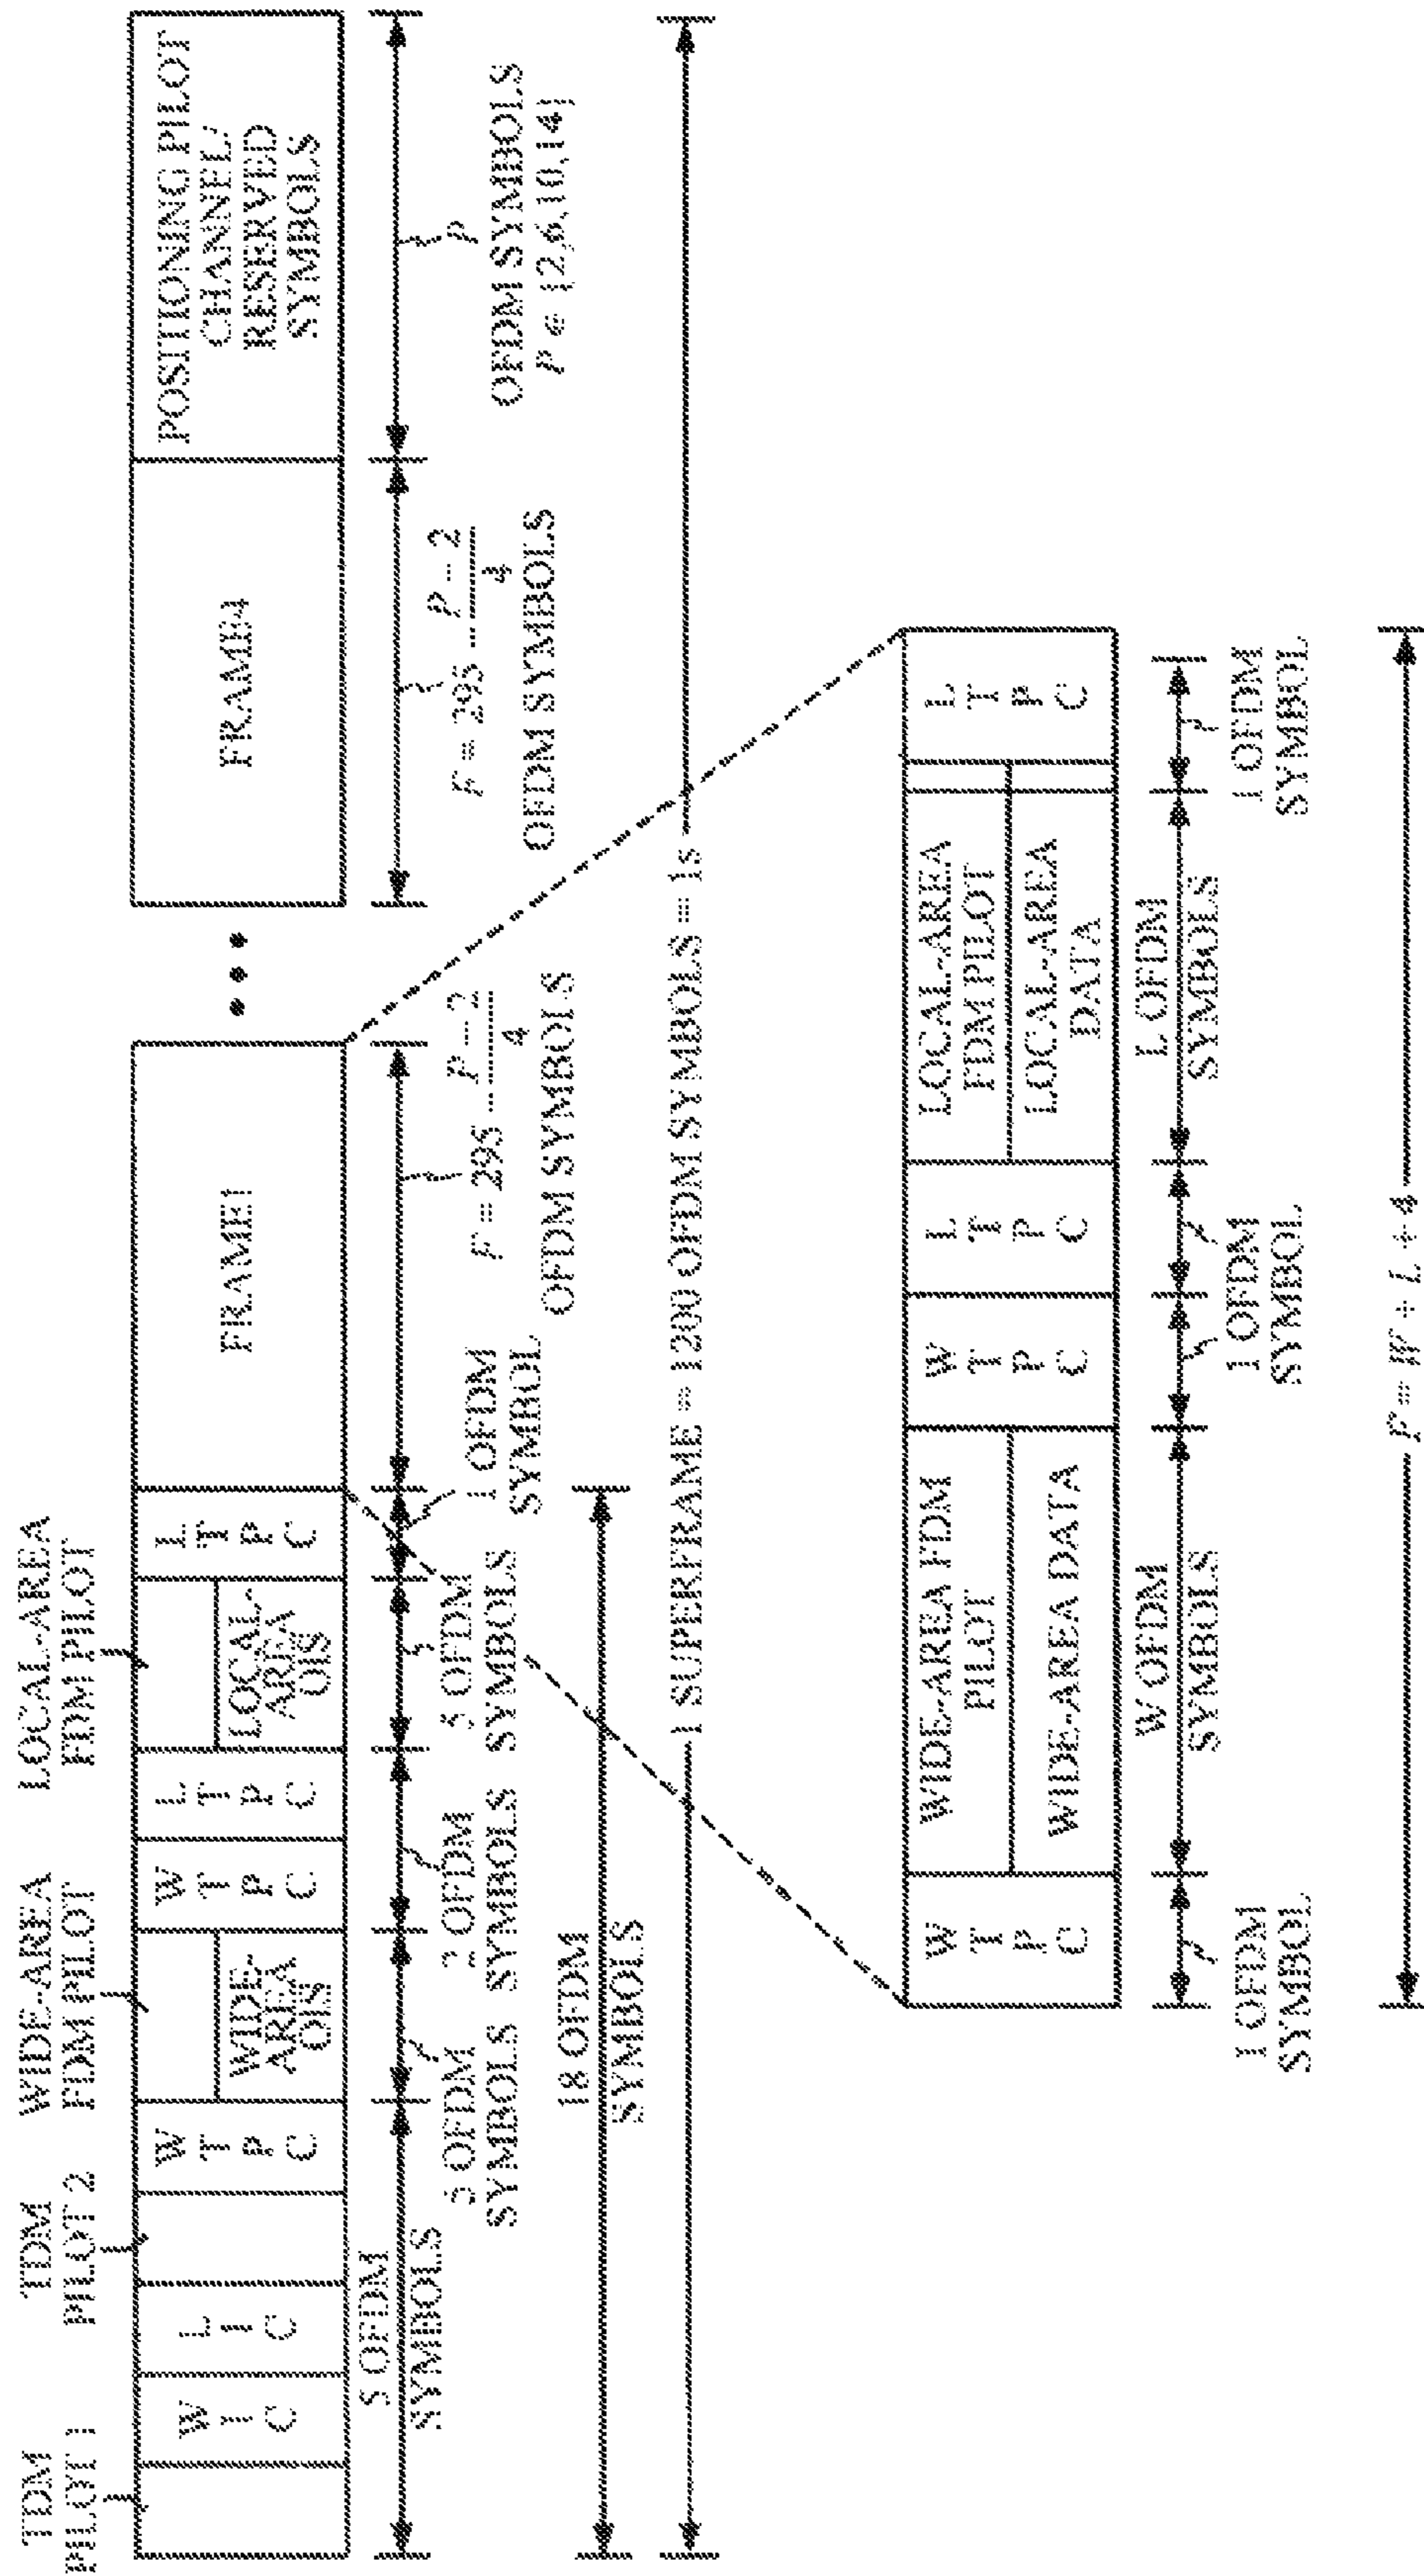 TDM
PILOT 1
TDM
PILOT 2
WIDE-AREA
FDM PILOT
LOCAL-AREA
FDM PILOT
W
I
C
L
I
C
W
T
P
C
WIDE-
AREA
OIS
W
T
P
C
L
T
P
C
LOCAL-
AREA
OIS
L
T
P
C
FRAME1
FRAME4
POSITIONING PILOT
CHANNEL/
RESERVED
SYMBOLS
5 OFDM
SYMBOLS
5 OFDM
SYMBOLS
2 OFDM
SYMBOLS
5 OFDM
SYMBOLS
1 OFDM
SYMBOL
F = 295 - P - 2 / 4
OFDM SYMBOLS
F = 295 - P - 2 / 4
OFDM SYMBOLS
P
OFDM SYMBOLS
P ∈ {2,6,10,14}
18 OFDM
SYMBOLS
1 SUPERFRAME = 1200 OFDM SYMBOLS = 1s
W
T
P
C
WIDE-AREA FDM
PILOT
WIDE-AREA DATA
W
T
P
C
L
T
P
C
LOCAL-AREA
FDM PILOT
LOCAL-AREA
DATA
L
T
P
C
1 OFDM
SYMBOL
W OFDM
SYMBOLS
1 OFDM
SYMBOL
L OFDM
SYMBOLS
1 OFDM
SYMBOL
F = W + L + 4